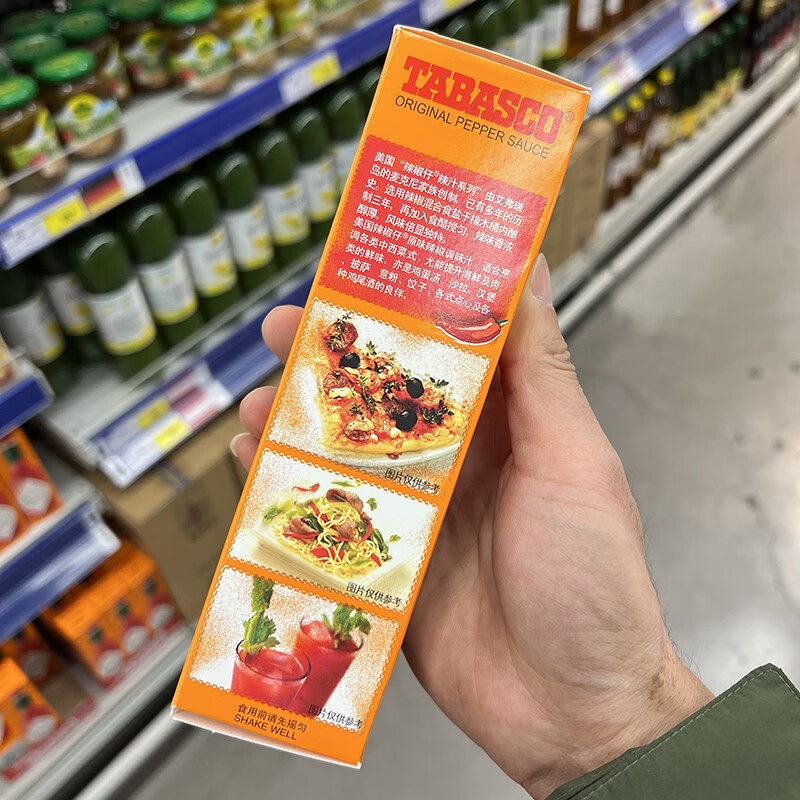 TABASCO®
ORIGINAL PEPPER SAUCE
美国“辣椒仔®辣汁系列”由艾弗瑞
岛的麦克尼家族创制，已有多年的历
史。选用辣椒混合食盐于橡木桶内酿
制三年，再加入食醋搅匀，辣味香浓
醇厚，风味倍显独特。
美国辣椒仔®原味辣椒调味汁，适合烹
调各类中西菜式，尤能提升海鲜及肉
类的鲜味，亦是鸡蛋汤、沙拉、汉堡
、披萨、意粉、饺子、各式点心及各
种鸡尾酒的良伴。
图片仅供参考
图片仅供参考
图片仅供参考
食用前请先摇匀
SHAKE WELL